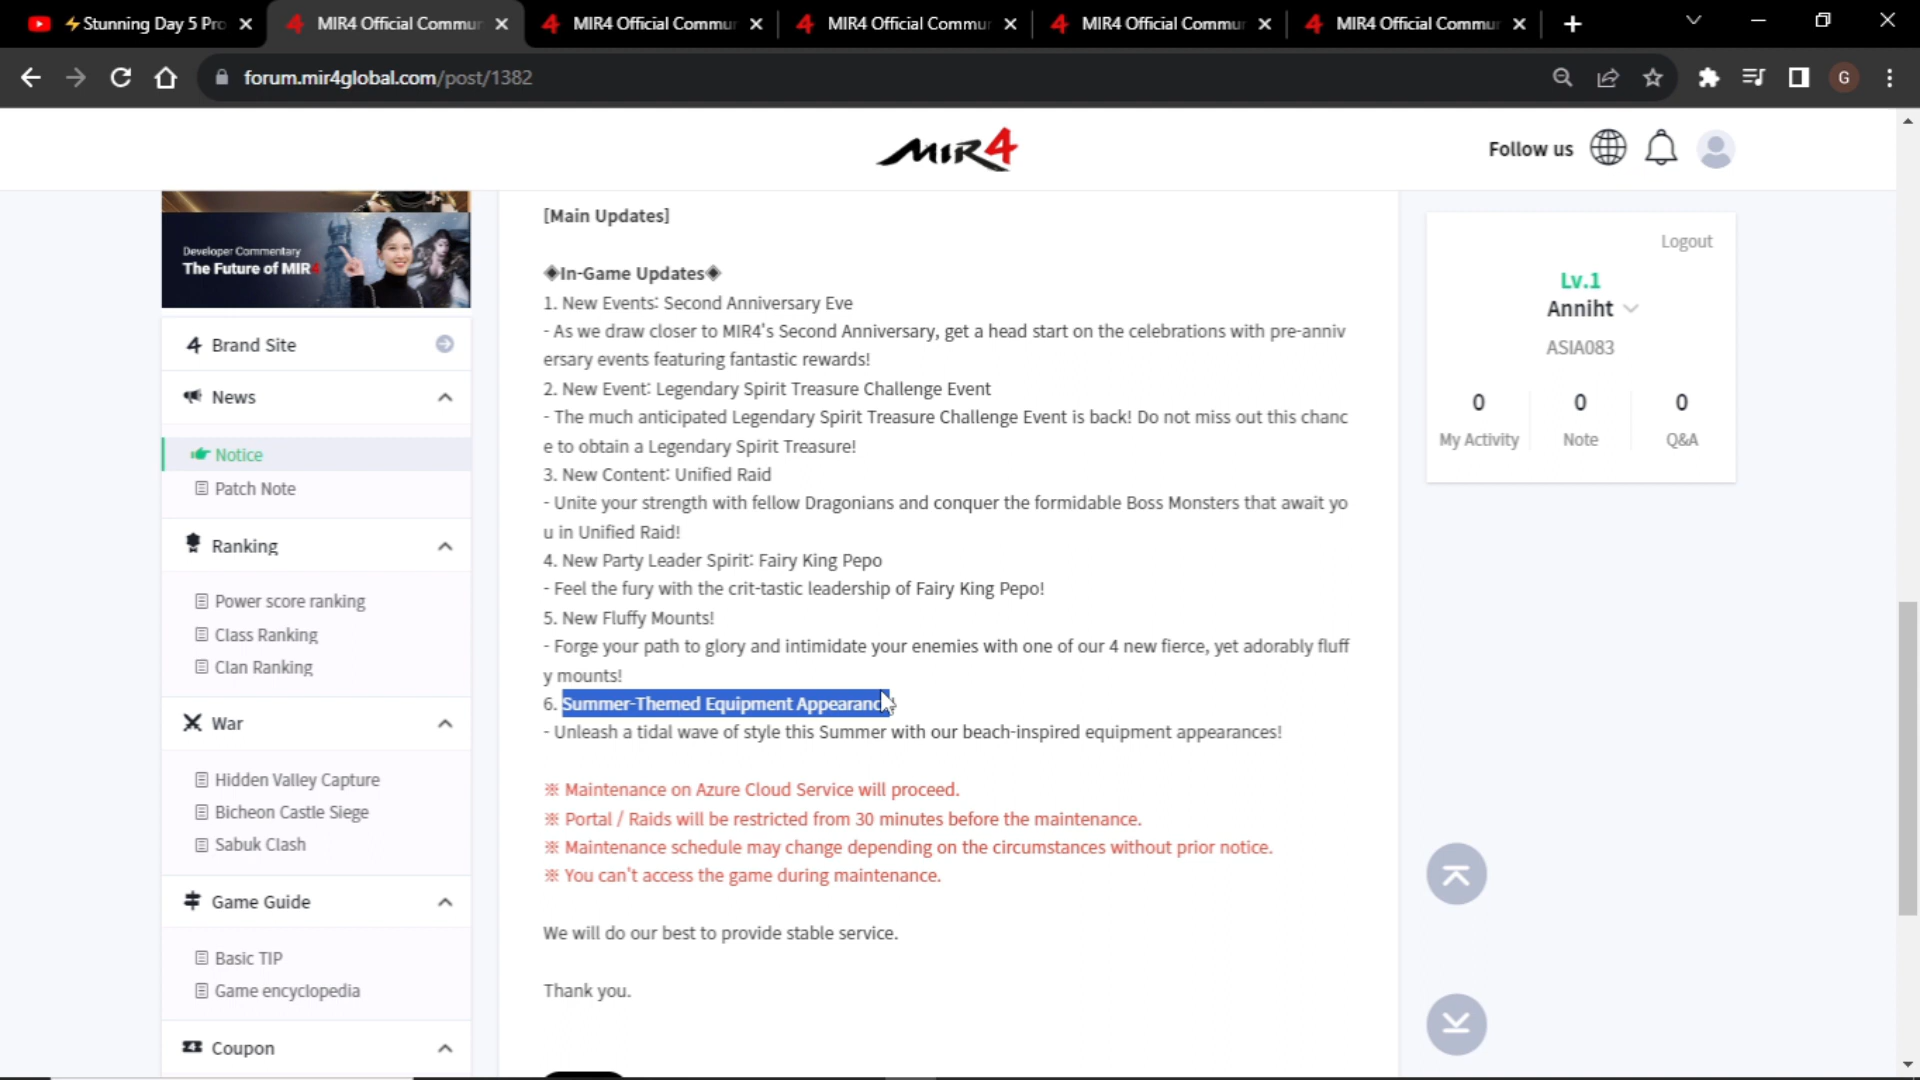 ⚡Stunning Day 5 Pro
MIR4 Official Commu
MIR4 Official Commu
MIR4 Official Commu
MIR4 Official Commu
MIR4 Official Commu
forum.mir4global.com/post/1382
G
MIR4
Follow us
Developer Commentary
The Future of MIR4
Brand Site
News
Notice
Patch Note
Ranking
Power score ranking
Class Ranking
Clan Ranking
War
Hidden Valley Capture
Bicheon Castle Siege
Sabuk Clash
Game Guide
Basic TIP
Game encyclopedia
Coupon
[Main Updates]
◈In-Game Updates◈
1. New Events: Second Anniversary Eve
- As we draw closer to MIR4's Second Anniversary, get a head start on the celebrations with pre-anniv
ersary events featuring fantastic rewards!
2. New Event: Legendary Spirit Treasure Challenge Event
- The much anticipated Legendary Spirit Treasure Challenge Event is back! Do not miss out this chanc
e to obtain a Legendary Spirit Treasure!
3. New Content: Unified Raid
- Unite your strength with fellow Dragonians and conquer the formidable Boss Monsters that await yo
u in Unified Raid!
4. New Party Leader Spirit: Fairy King Pepo
- Feel the fury with the crit-tastic leadership of Fairy King Pepo!
5. New Fluffy Mounts!
- Forge your path to glory and intimidate your enemies with one of our 4 new fierce, yet adorably fluff
y mounts!
6. Summer-Themed Equipment Appearanc
- Unleash a tidal wave of style this Summer with our beach-inspired equipment appearances!
※ Maintenance on Azure Cloud Service will proceed.
※ Portal / Raids will be restricted from 30 minutes before the maintenance.
※ Maintenance schedule may change depending on the circumstances without prior notice.
※ You can't access the game during maintenance.
We will do our best to provide stable service.
Thank you.
Logout
Lv.1
Anniht
ASIA083
0 0 0
My Activity Note Q&A